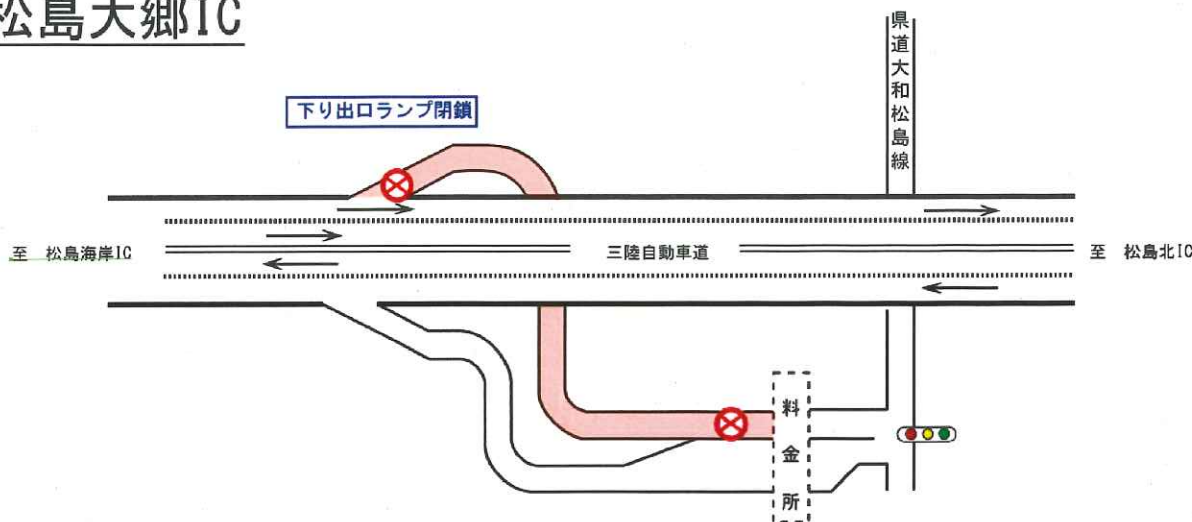 松島大郷IC
県道大和松島線
下り出口ランプ閉鎖
至 松島海岸IC
三陸自動車道
至 松島北IC
料金所